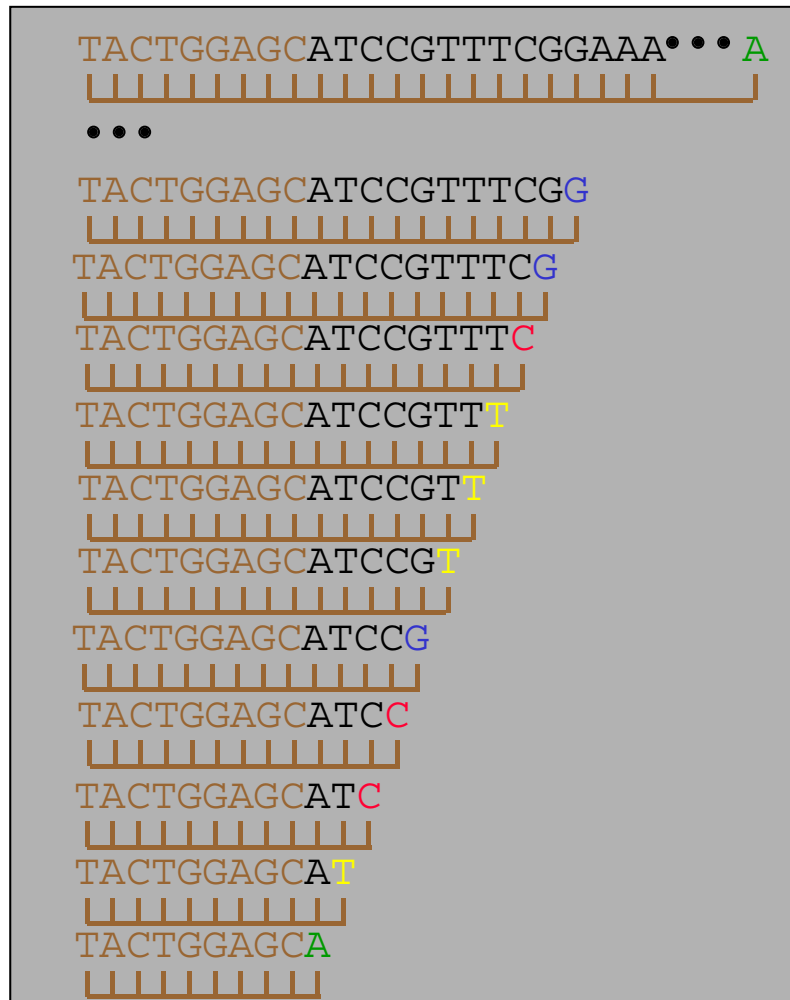 TACTGGAGCATCCGTTTCGGAAA•••A
•••
TACTGGAGCATCCGTTTCGG
TACTGGAGCATCCGTTTCG
TACTGGAGCATCCGTTTC
TACTGGAGCATCCGTTT
TACTGGAGCATCCGTT
TACTGGAGCATCCGT
TACTGGAGCATCCG
TACTGGAGCATCC
TACTGGAGCATC
TACTGGAGCAT
TACTGGAGCA